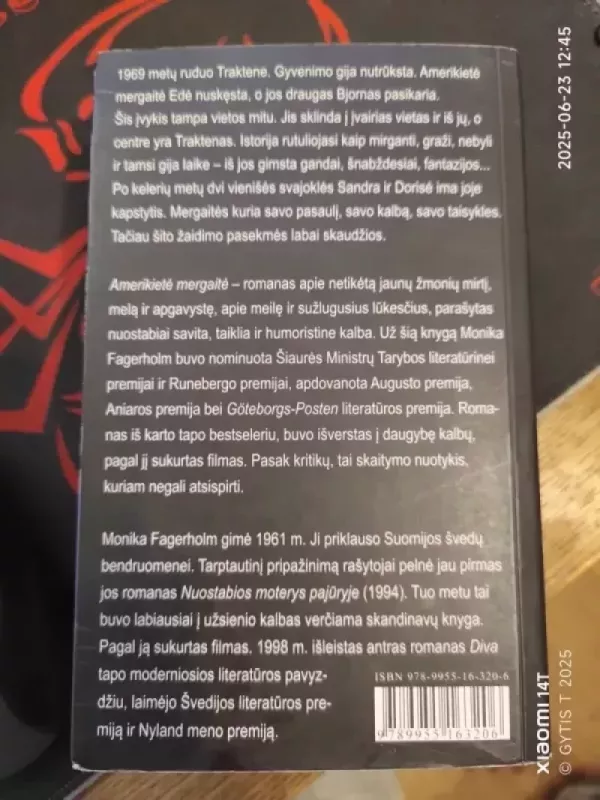 1969 metų ruduo Traktene. Gyvenimo gija nutrūksta. Amerikietė
mergaitė Edė nuskęsta, o jos draugas Bjornas pasikaria.
Šis įvykis tampa vietos mitu. Jis sklinda į įvairias vietas ir iš jų, o
centre yra Traktenas. Istorija rutuliojasi kaip mirganti, graži, nebyli
ir tamsi gija laike – iš jos gimsta gandai, šnabždesiai, fantazijos...
Po kelerių metų dvi vienišės svajoklės Sandra ir Dorisė ima joje
kapstytis. Mergaitės kuria savo pasaulį, savo kalbą, savo taisykles.
Tačiau šito žaidimo pasekmės labai skaudžios.
Amerikietė mergaitė – romanas apie netikėtą jaunų žmonių mirtį,
melą ir apgavystę, apie meilę ir sužlugusius lūkesčius, parašytas
nuostabiai savita, taiklia ir humoristine kalba. Už šią knygą Monika
Fagerholm buvo nominuota Šiaurės Ministrų Tarybos literatūrinei
premijai ir Runebergo premijai, apdovanota Augusto premija,
Aniaros premija bei Göteborgs-Posten literatūros premija. Roma-
nas iš karto tapo bestseleriu, buvo išverstas į daugybę kalbų,
pagal jį sukurtas filmas. Pasak kritikų, tai skaitymo nuotykis,
kuriam negali atsispirti.
Monika Fagerholm gimė 1961 m. Ji priklauso Suomijos švedų
bendruomenei. Tarptautinį pripažinimą rašytojai pelnė jau pirmas
jos romanas Nuostabios moterys pajūryje (1994). Tuo metu tai
buvo labiausiai į užsienio kalbas verčiama skandinavų knyga.
Pagal ją sukurtas filmas. 1998 m. išleistas antras romanas Diva
tapo moderniosios literatūros pavyz-
džiu, laimėjo Švedijos literatūros pre-
miją ir Nyland meno premiją.
ISBN 978-9955-16-320-6
9789955163206
2025-06-23 12:45
xiaomi 14T
© GYTIS T 2025